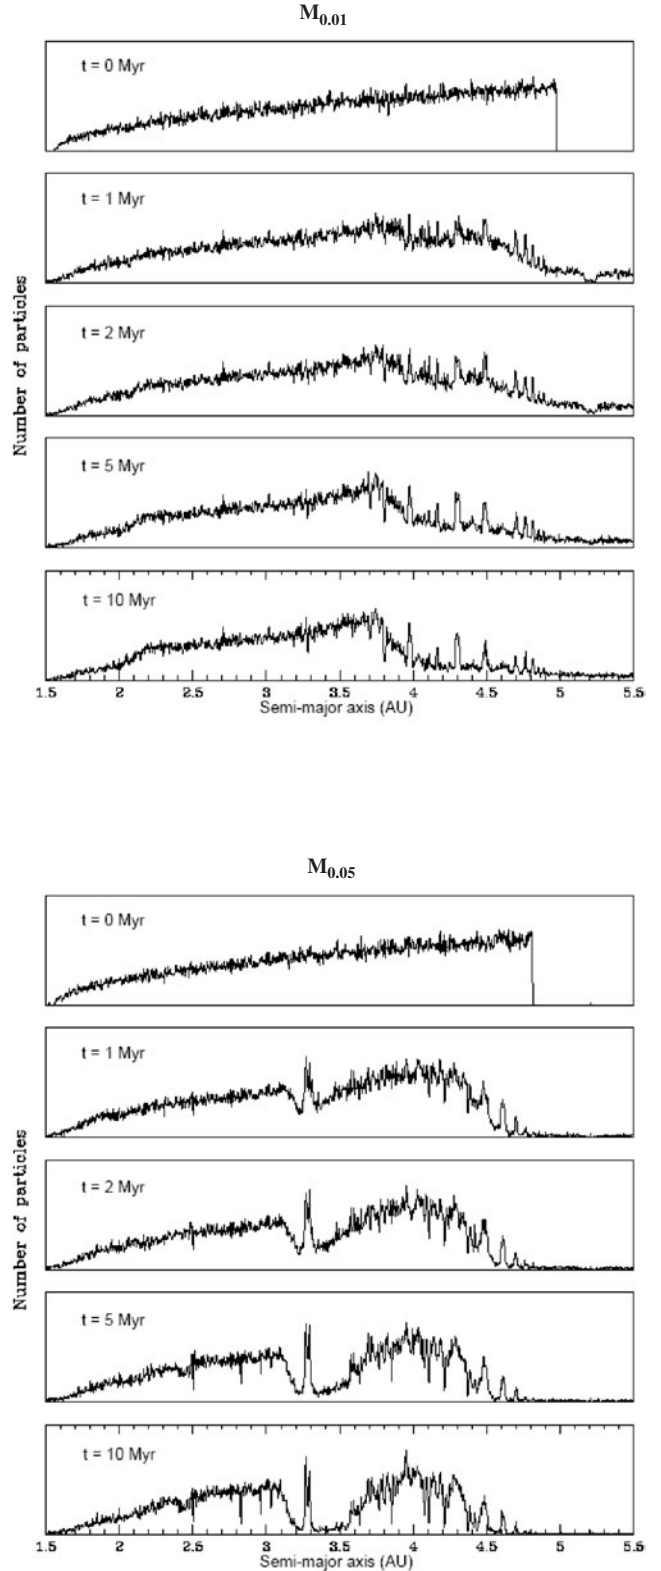 M0.01
t = 0 Myr
t = 1 Myr
t = 2 Myr
t = 5 Myr
t = 10 Myr
Number of particles
1.5 2 2.5 3 3.5 4 4.5 5 5.5
Semi-major axis (AU)
M0.05
t = 0 Myr
t = 1 Myr
t = 2 Myr
t = 5 Myr
t = 10 Myr
Number of particles
1.5 2 2.5 3 3.5 4 4.5 5 5.5
Semi-major axis (AU)